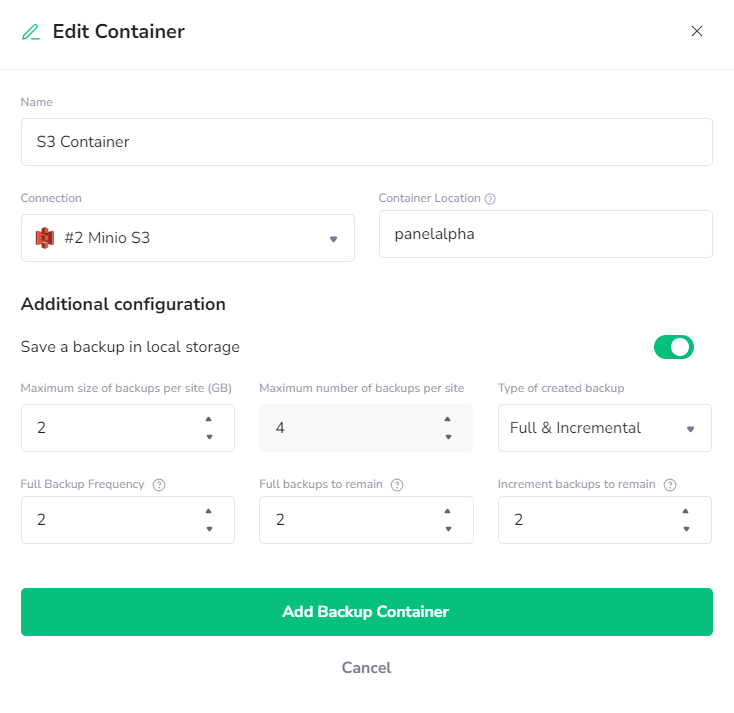 Edit Container
Name
S3 Container
Connection
Container Location
#2 Minio S3
panelalpha
Additional configuration
Save a backup in local storage
Maximum size of backups per site (GB)
Maximum number of backups per site
Type of created backup
2
4
Full & Incremental
Full Backup Frequency
Full backups to remain
Increment backups to remain
2
2
2
Add Backup Container
Cancel